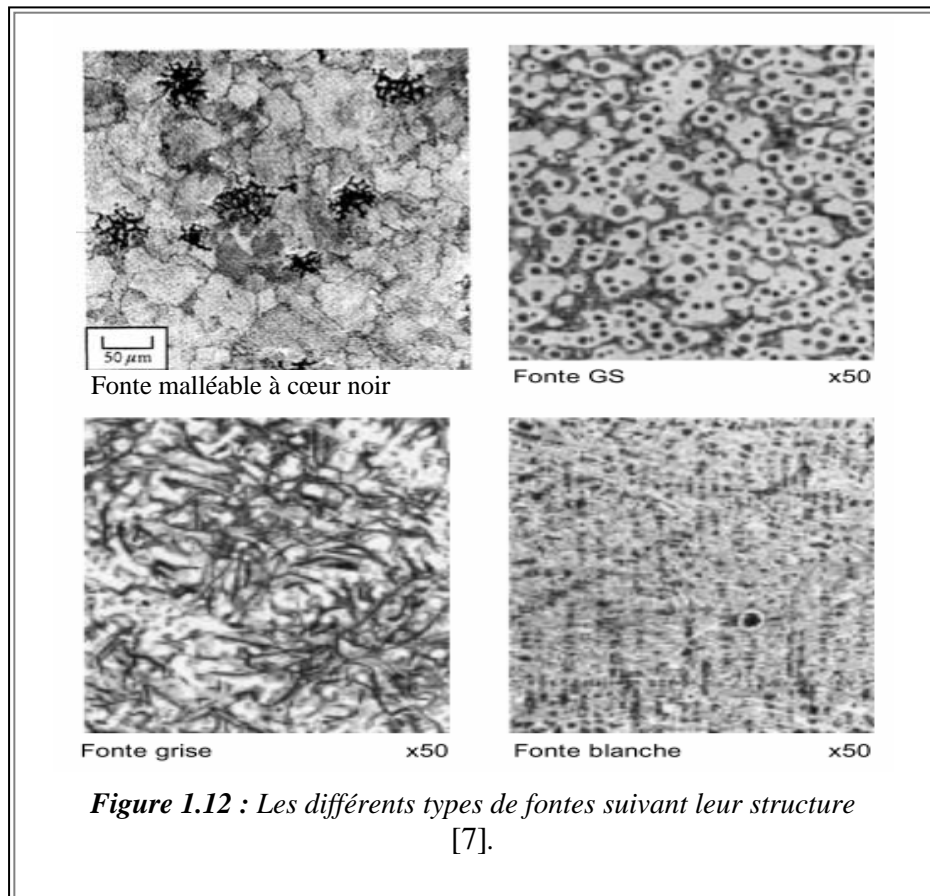 50 μm
Fonte malléable à cœur noir
Fonte GS x50
Fonte grise x50
Fonte blanche x50
Figure 1.12 : Les différents types de fontes suivant leur structure
[7].